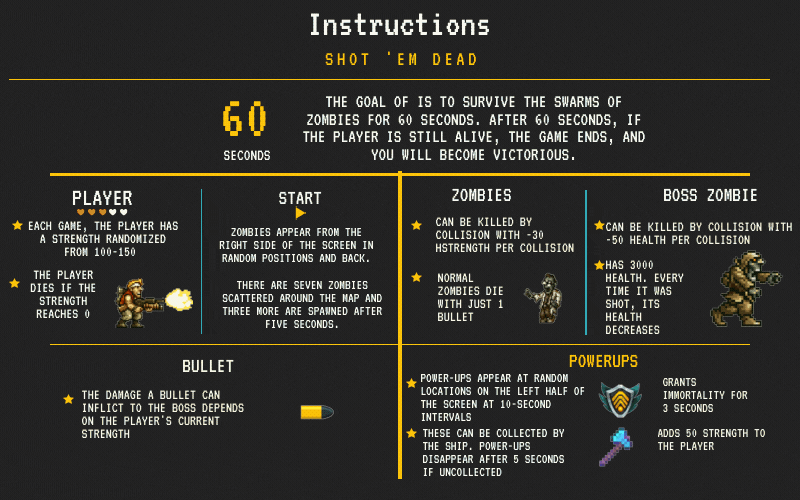 Instructions
SHOT 'EM DEAD
60
SECONDS
THE GOAL OF IS TO SURVIVE THE SWARMS OF
ZOMBIES FOR 60 SECONDS. AFTER 60 SECONDS, IF
THE PLAYER IS STILL ALIVE, THE GAME ENDS, AND
YOU WILL BECOME VICTORIOUS.
PLAYER
EACH GAME, THE PLAYER HAS
A STRENGTH RANDOMIZED
FROM 100-150
THE PLAYER
DIES IF THE
STRENGTH
REACHES 0
START
ZOMBIES APPEAR FROM THE
RIGHT SIDE OF THE SCREEN IN
RANDOM POSITIONS AND BACK.
THERE ARE SEVEN ZOMBIES
SCATTERED AROUND THE MAP AND
THREE MORE ARE SPAWNED AFTER
FIVE SECONDS.
ZOMBIES
CAN BE KILLED BY
COLLISION WITH -30
HSTRENGTH PER COLLISION
NORMAL
ZOMBIES DIE
WITH JUST 1
BULLET
BOSS ZOMBIE
CAN BE KILLED BY COLLISION WITH
-50 HEALTH PER COLLISION
HAS 3000
HEALTH. EVERY
TIME IT WAS
SHOT, ITS
HEALTH
DECREASES
BULLET
THE DAMAGE A BULLET CAN
INFLICT TO THE BOSS DEPENDS
ON THE PLAYER'S CURRENT
STRENGTH
POWERUPS
POWER-UPS APPEAR AT RANDOM
LOCATIONS ON THE LEFT HALF OF
THE SCREEN AT 10-SECOND
INTERVALS
THESE CAN BE COLLECTED BY
THE SHIP. POWER-UPS
DISAPPEAR AFTER 5 SECONDS
IF UNCOLLECTED
GRANTS
IMMORTALITY FOR
3 SECONDS
ADDS 50 STRENGTH TO
THE PLAYER